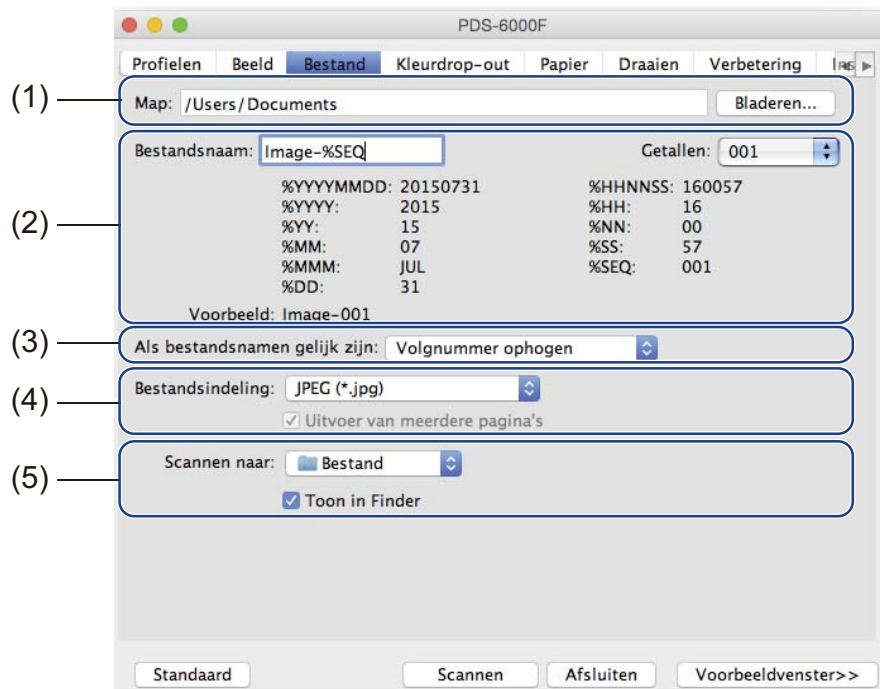 PDS-6000F
Profielen Beeld Bestand Kleurdrop-out Papier Draaien Verbetering
(1) Map: /Users/Documents Bladeren...
(2) Bestandsnaam: Image-%SEQ Getallen: 001
%YYYYMMDD: 20150731 %HHNNSS: 160057
%YYYY: 2015 %HH: 16
%YY: 15 %NN: 00
%MM: 07 %SS: 57
%MMM: JUL %SEQ: 001
%DD: 31
Voorbeeld: Image-001
(3) Als bestandsnamen gelijk zijn: Volgnummer ophogen
(4) Bestandsindeling: JPEG (*.jpg)
Uitvoer van meerdere pagina's
(5) Scannen naar: Bestand
Toon in Finder
Standaard Scannen Afsluiten Voorbeeldvenster>>